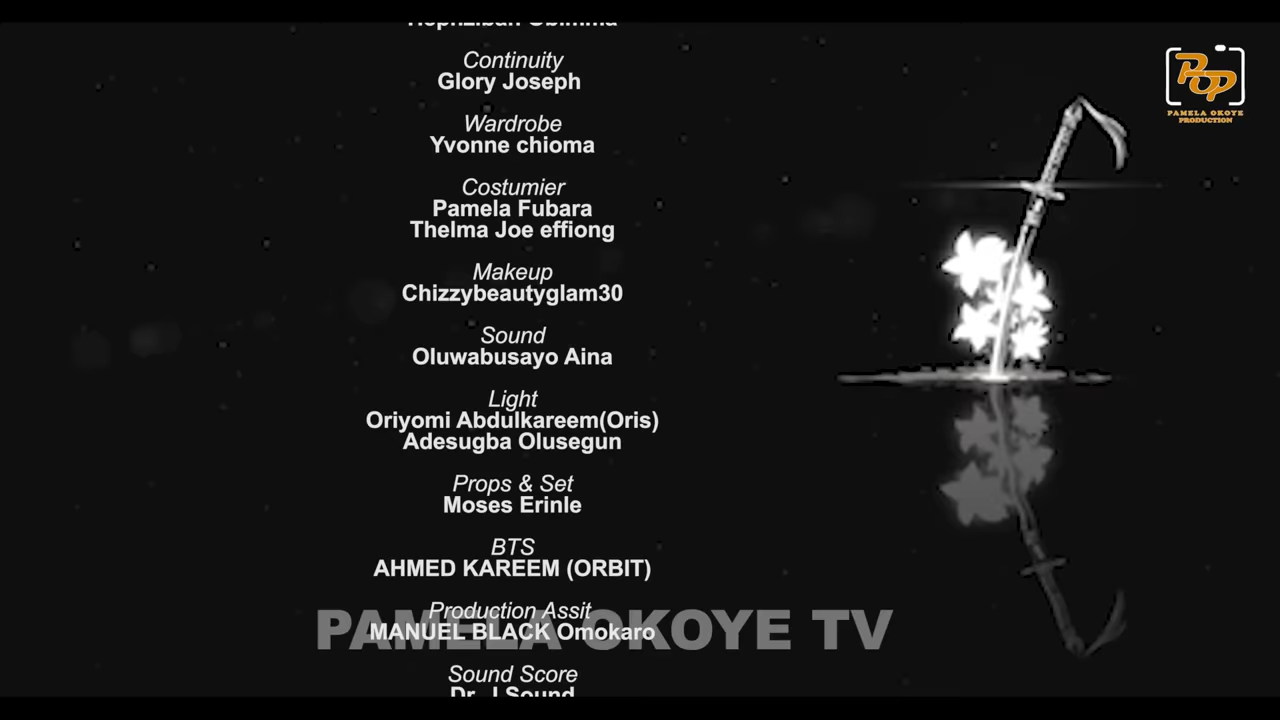 Continuity
Glory Joseph
Wardrobe
Yvonne chioma
Costumier
Pamela Fubara
Thelma Joe effiong
Makeup
Chizzybeautyglam30
Sound
Oluwabusayo Aina
Light
Oriyomi Abdulkareem(Oris)
Adesugba Olusegun
Props & Set
Moses Erinle
BTS
AHMED KAREEM (ORBIT)
Production Assit
MANUEL BLACK Omokaro
PAMELA OKOYE TV
Sound Score
Dr. J Sound
POP
PAMELA OKOYE
PRODUCTION